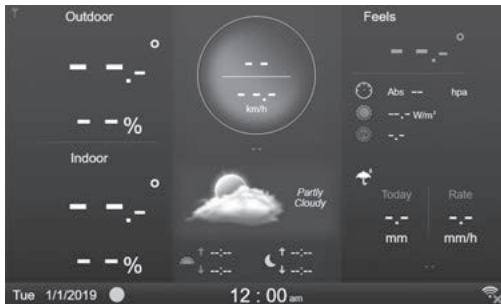 Outdoor
-- --.-°
-- -- %
Indoor
-- --.-°
-- -- %
-- --
-- --.-
km/h
-- --
Partly
Cloudy
↑ --:--
↓ --:--
↑ --:--
↓ --:--
Feels
-- --.-°
Abs -- hpa
--.- W/m²
-.-
Today Rate
-.- -.-
mm mm/h
-- --
Tue 1/1/2019 12 : 00 am